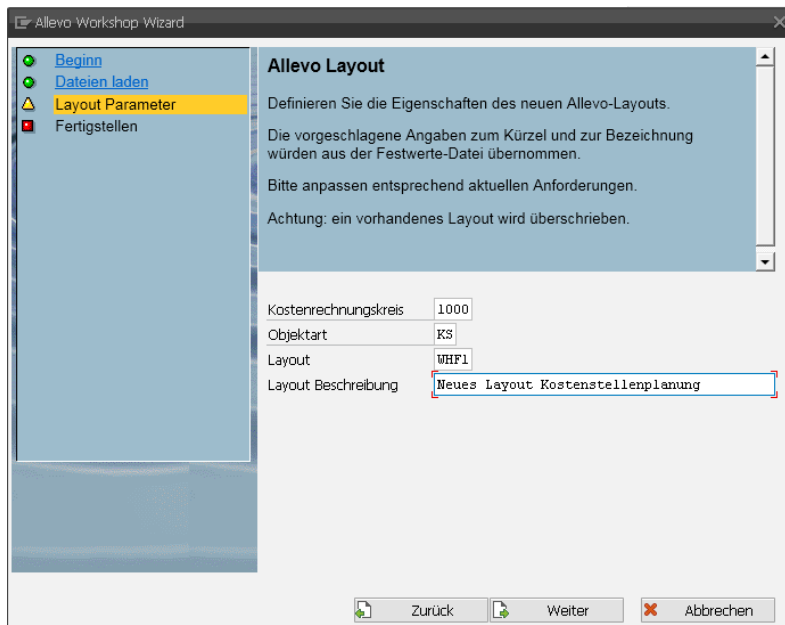 Allevo Workshop Wizard
Beginn
Dateien laden
Layout Parameter
Fertigstellen
Allevo Layout
Definieren Sie die Eigenschaften des neuen Allevo-Layouts.
Die vorgeschlagene Angaben zum Kürzel und zur Bezeichnung
würden aus der Festwerte-Datei übernommen.
Bitte anpassen entsprechend aktuellen Anforderungen.
Achtung: ein vorhandenes Layout wird überschrieben.
Kostenrechnungskreis 1000
Objektart KS
Layout WHF1
Layout Beschreibung Neues Layout Kostenstellenplanung
Zurück Weiter Abbrechen